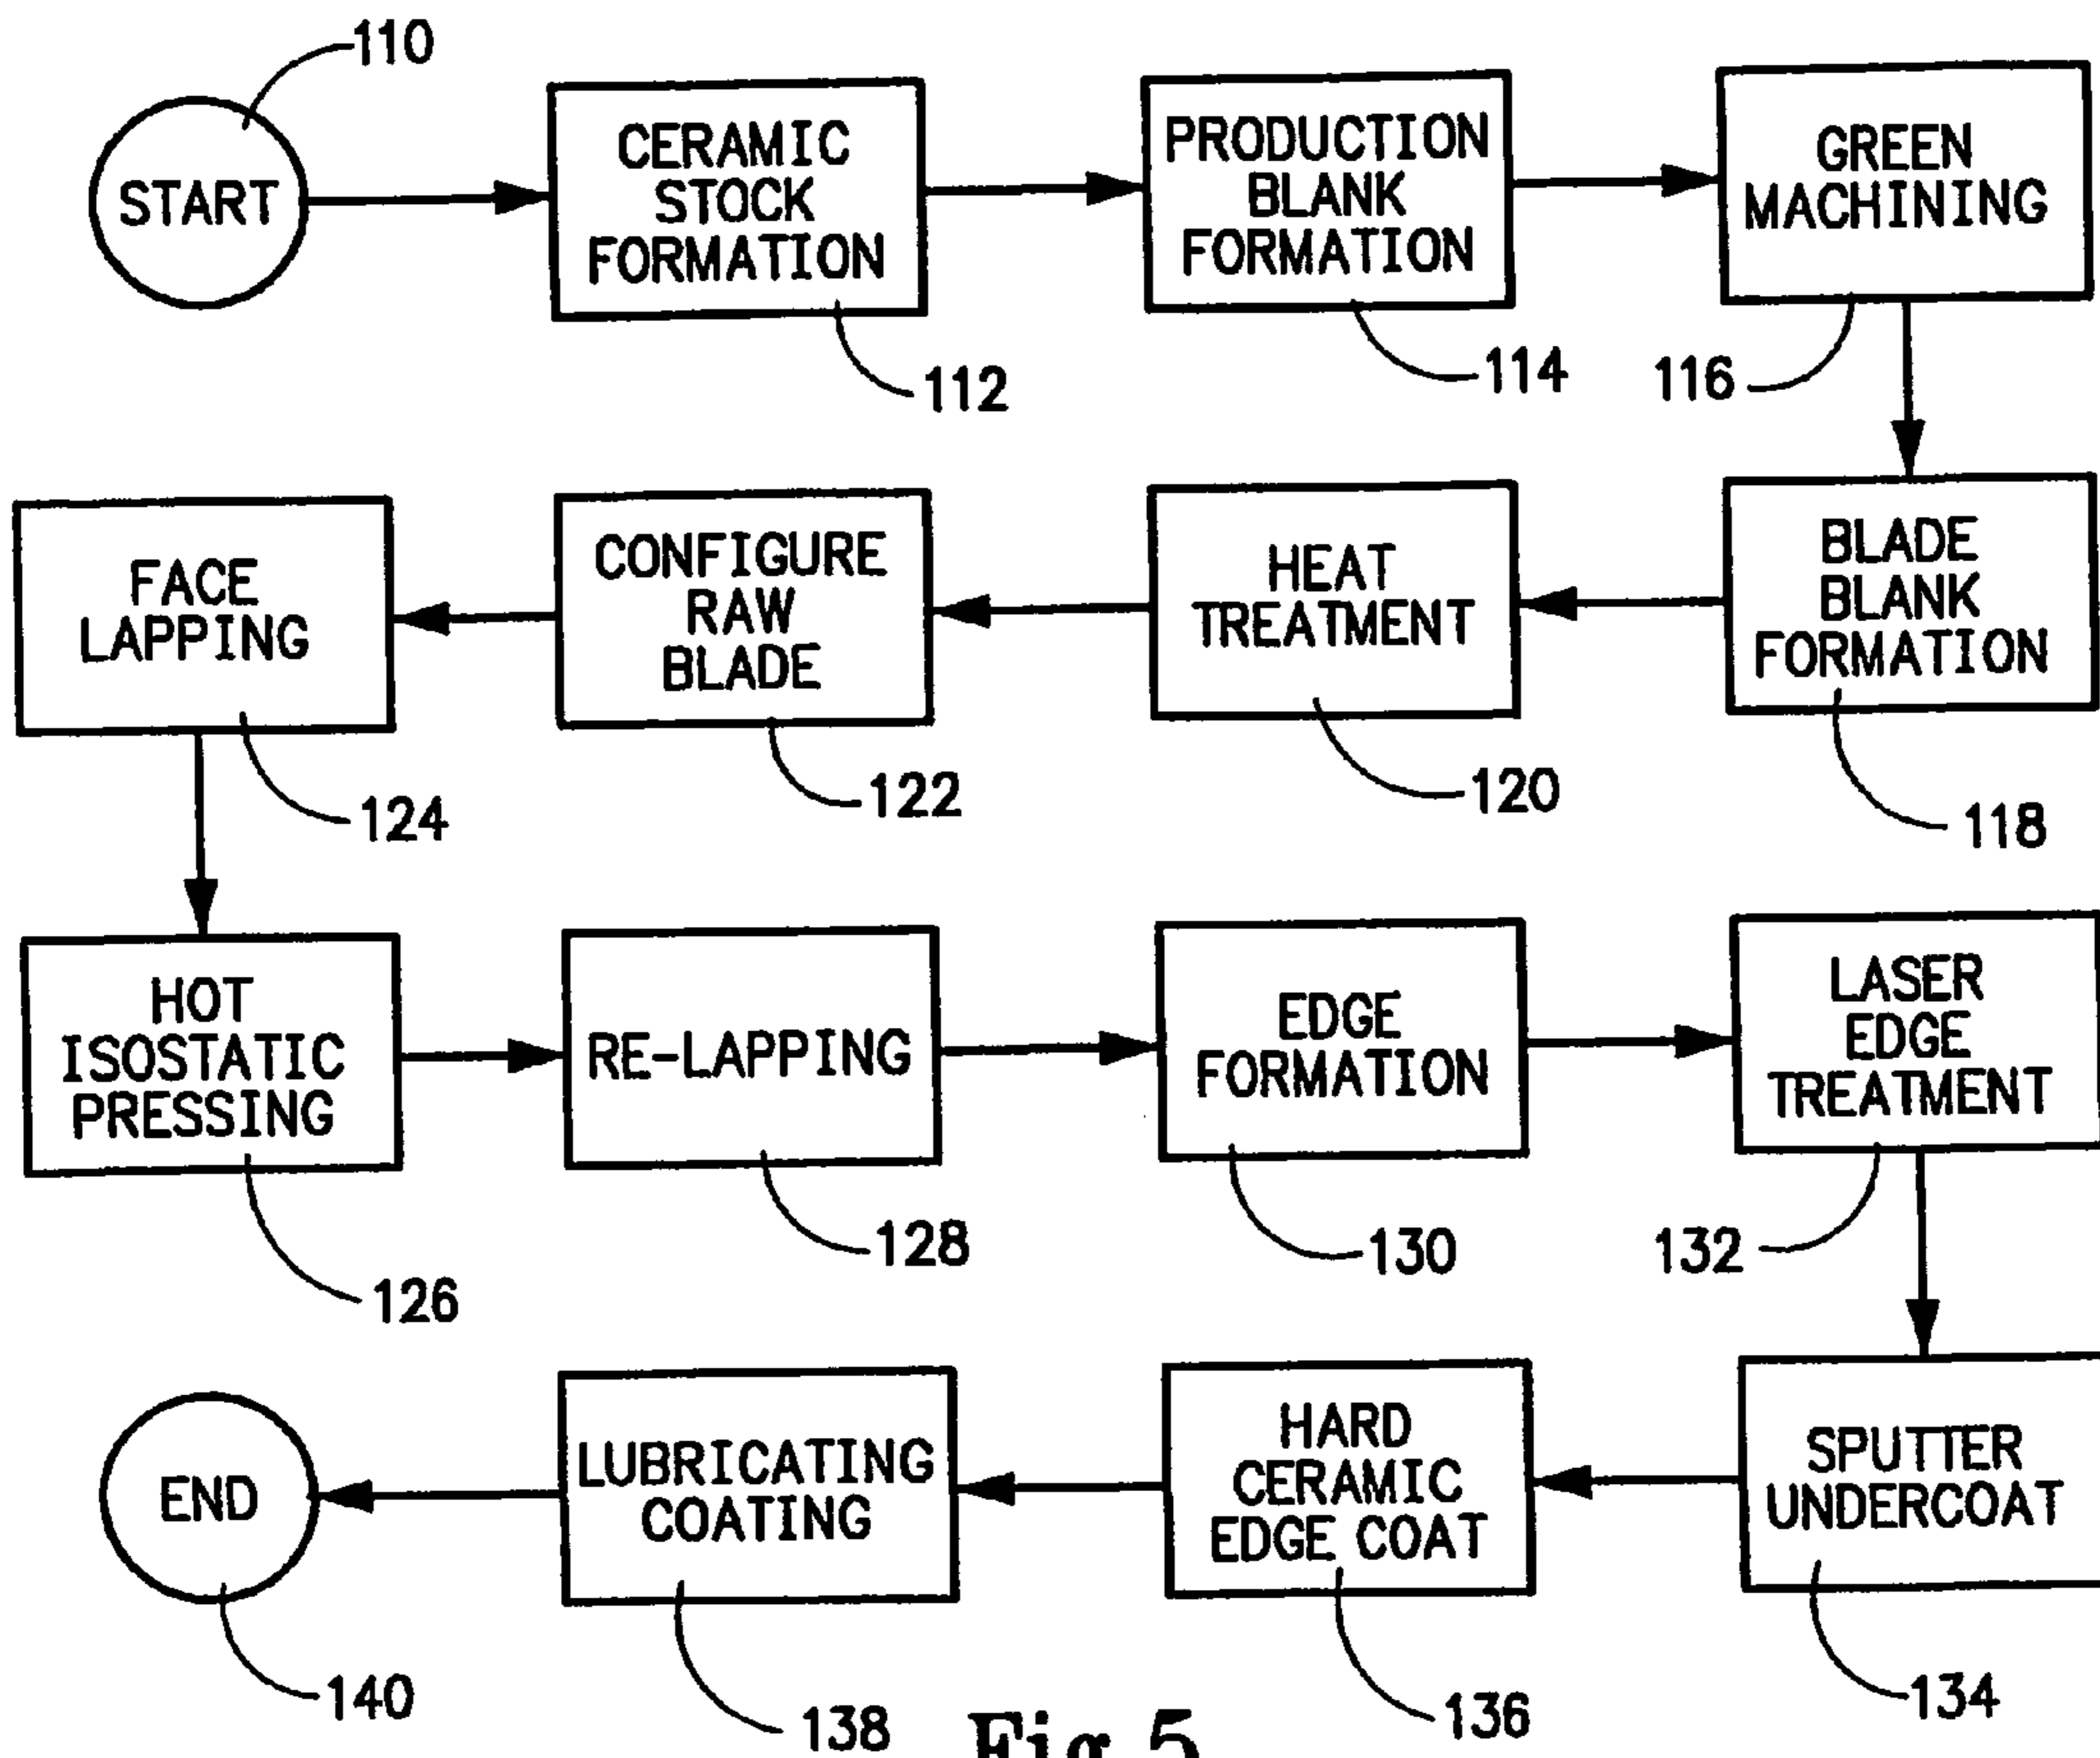 110
START
CERAMIC
STOCK
FORMATION
112
PRODUCTION
BLANK
FORMATION
114
GREEN
MACHINING
116
BLADE
BLANK
FORMATION
118
HEAT
TREATMENT
120
CONFIGURE
RAW
BLADE
122
FACE
LAPPING
124
HOT
ISOSTATIC
PRESSING
126
RE-LAPPING
128
EDGE
FORMATION
130
LASER
EDGE
TREATMENT
132
SPUTTER
UNDERCOAT
134
HARD
CERAMIC
EDGE COAT
136
LUBRICATING
COATING
138
END
140
Fig 5